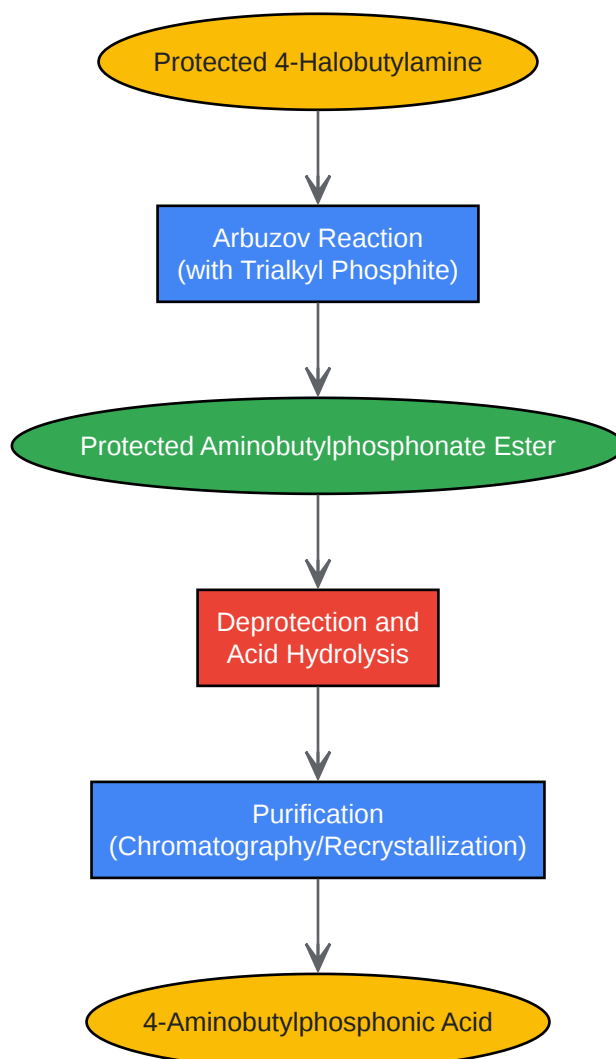 Protected 4-Halobutylamine
Arbuzov Reaction
(with Trialkyl Phosphite)
Protected Aminobutylphosphonate Ester
Deprotection and
Acid Hydrolysis
Purification
(Chromatography/Recrystallization)
4-Aminobutylphosphonic Acid